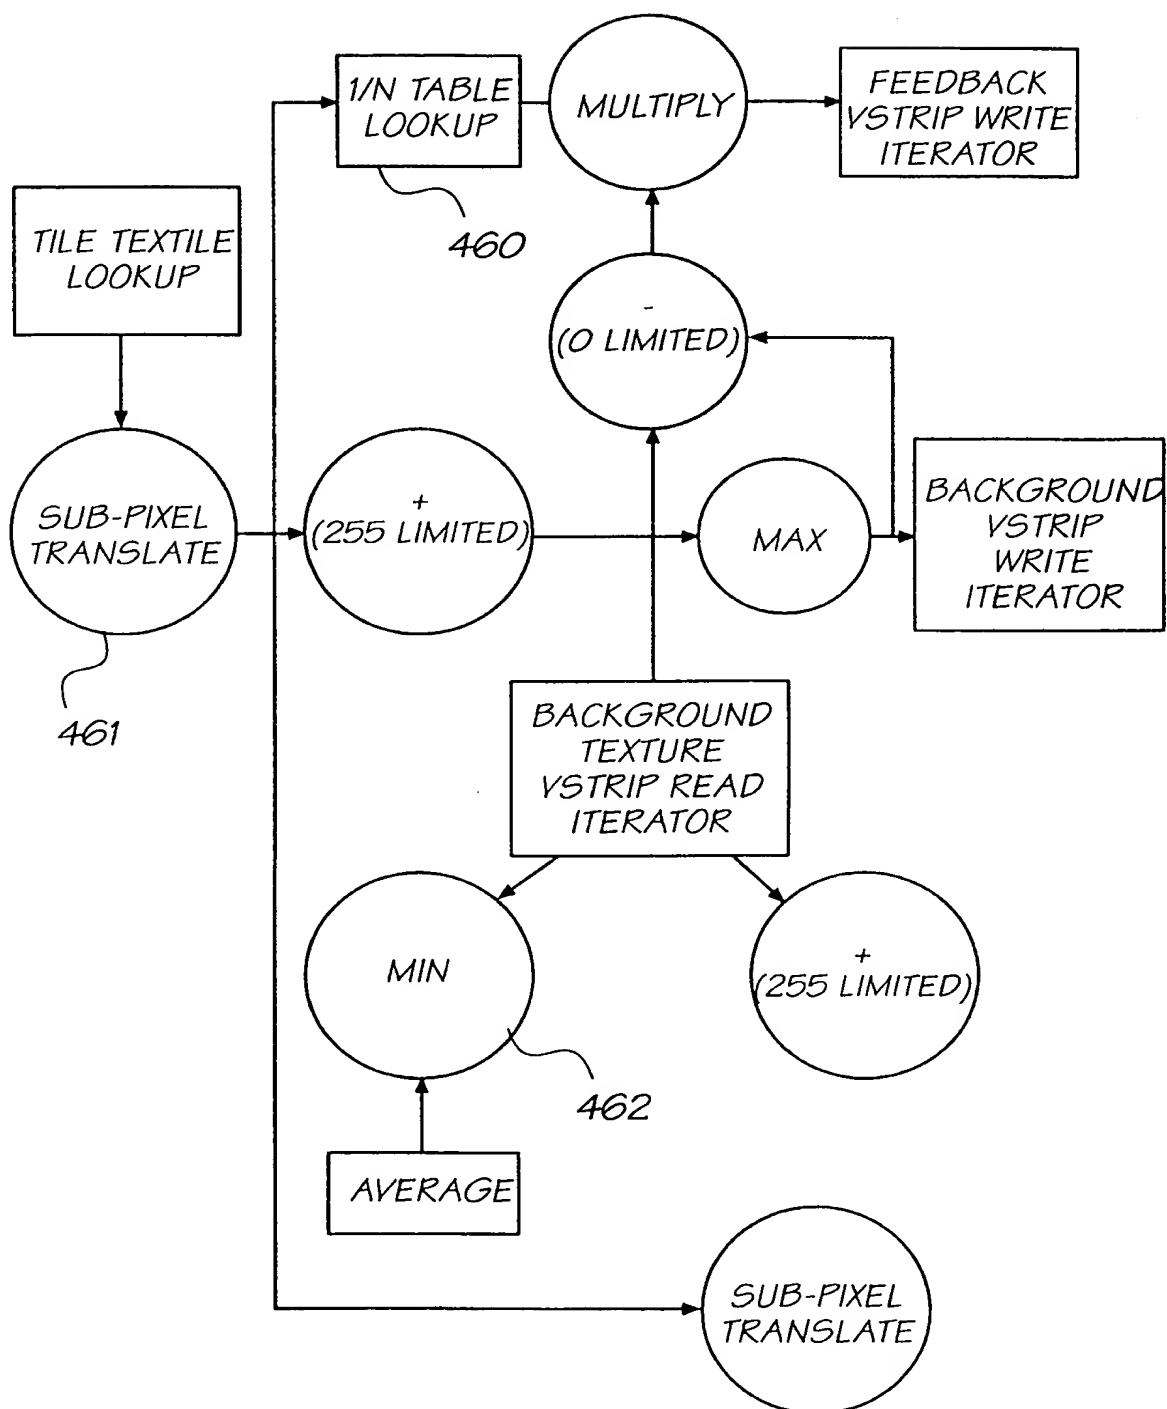 1/N TABLE
LOOKUP
MULTIPLY
FEEDBACK
VSTRIP WRITE
ITERATOR
460
TILE TEXTILE
LOOKUP
-
(0 LIMITED)
SUB-PIXEL
TRANSLATE
461
+
(255 LIMITED)
MAX
BACKGROUND
VSTRIP
WRITE
ITERATOR
BACKGROUND
TEXTURE
VSTRIP READ
ITERATOR
MIN
462
+
(255 LIMITED)
AVERAGE
SUB-PIXEL
TRANSLATE